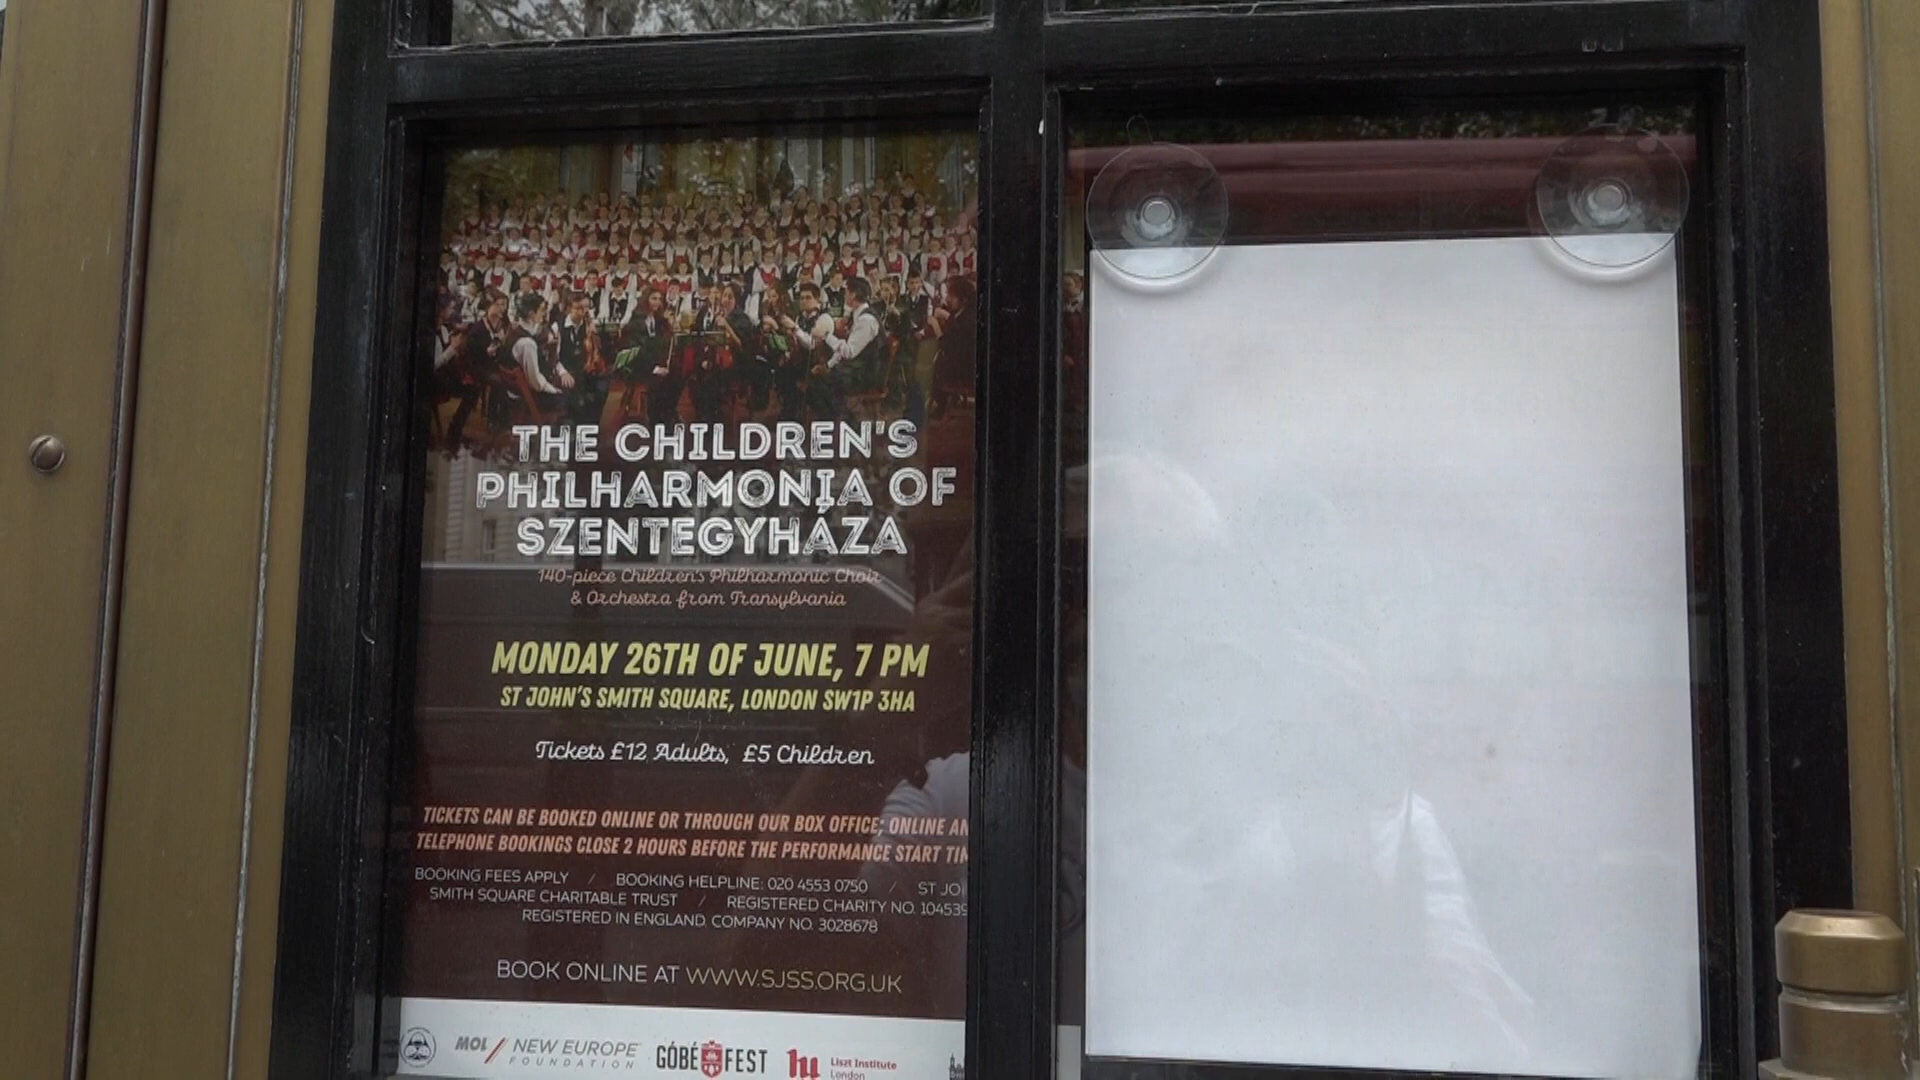 THE CHILDREN'S
PHILHARMONIA OF
SZENTEGYHÁZA
140-piece Children's Philharmonic Choir
& Orchestra from Transylvania
MONDAY 26TH OF JUNE, 7 PM
ST JOHN'S SMITH SQUARE, LONDON SW1P 3HA
Tickets £12 Adults, £5 Children
TICKETS CAN BE BOOKED ONLINE OR THROUGH OUR BOX OFFICE; ONLINE AN
TELEPHONE BOOKINGS CLOSE 2 HOURS BEFORE THE PERFORMANCE START TIM
BOOKING FEES APPLY / BOOKING HELPLINE: 020 4553 0750 / ST JO
SMITH SQUARE CHARITABLE TRUST / REGISTERED CHARITY NO. 104539
REGISTERED IN ENGLAND. COMPANY NO. 3028678
BOOK ONLINE AT WWW.SJSS.ORG.UK
MOL / NEW EUROPE
FOUNDATION
GÓBÉ FEST
hu Liszt Institute
London